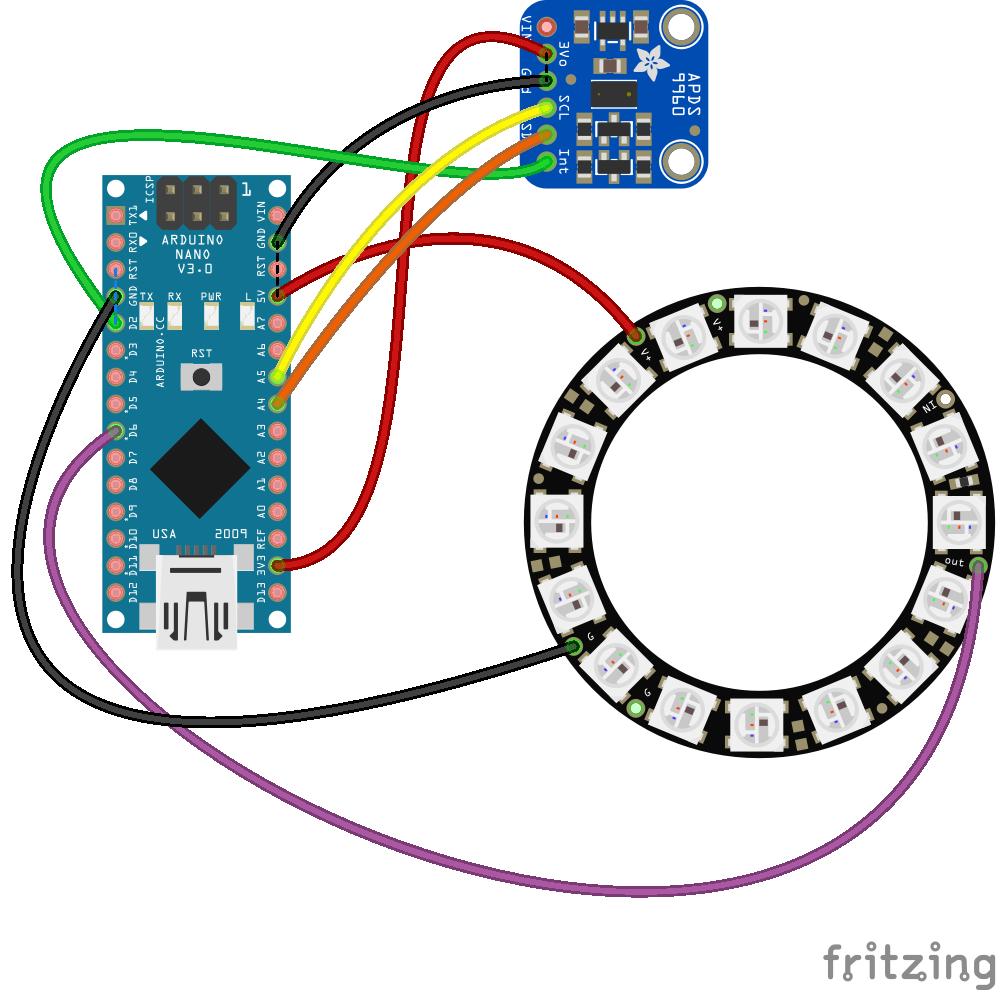 VIN
3Vo
G
SCL
Int
APDS
9960
ICSP
1
ARDUINO
NANO
V3.0
TX
RX
PWR
L
ARDUINO.CC
RST
USA
2009
TX1
RX0
RST
GND
D2
D3
D4
D5
D6
D7
D8
D9
D10
D11
D12
VIN
GND
RST
5V
A7
A6
A5
A4
A3
A2
A1
A0
REF
3V3
D13
V+
V+
IN
out
G
G
fritzing